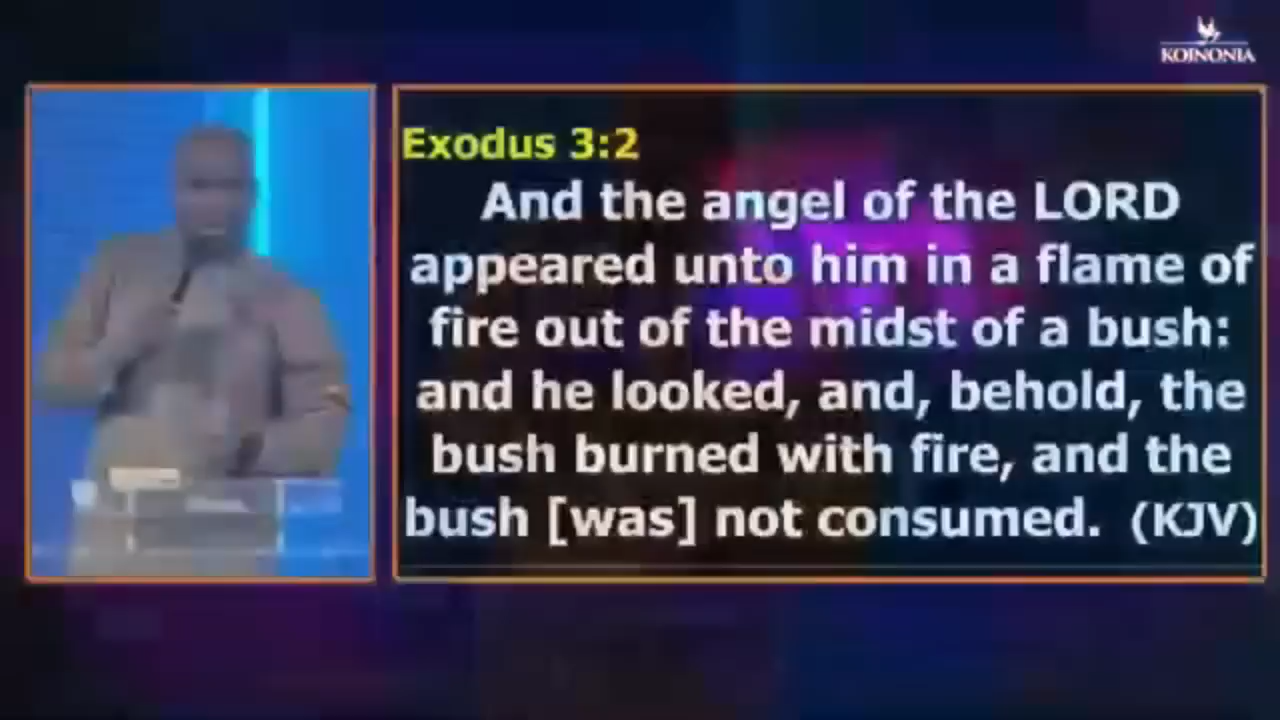 KOINONIA
Exodus 3:2
And the angel of the LORD
appeared unto him in a flame of
fire out of the midst of a bush:
and he looked, and, behold, the
bush burned with fire, and the
bush [was] not consumed. (KJV)